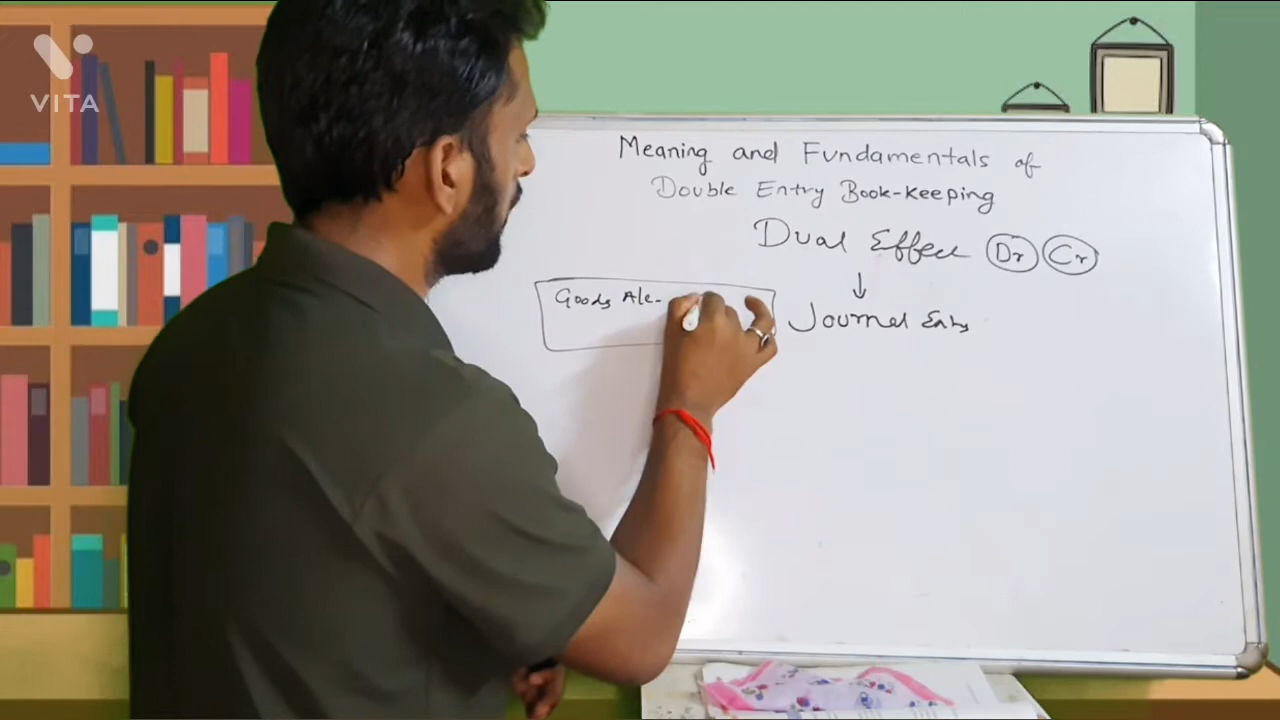 VITA
Meaning and Fundamentals of
Double Entry Book-Keeping
Dual Effect Dr Cr
Goods A/c-
Journal Entry